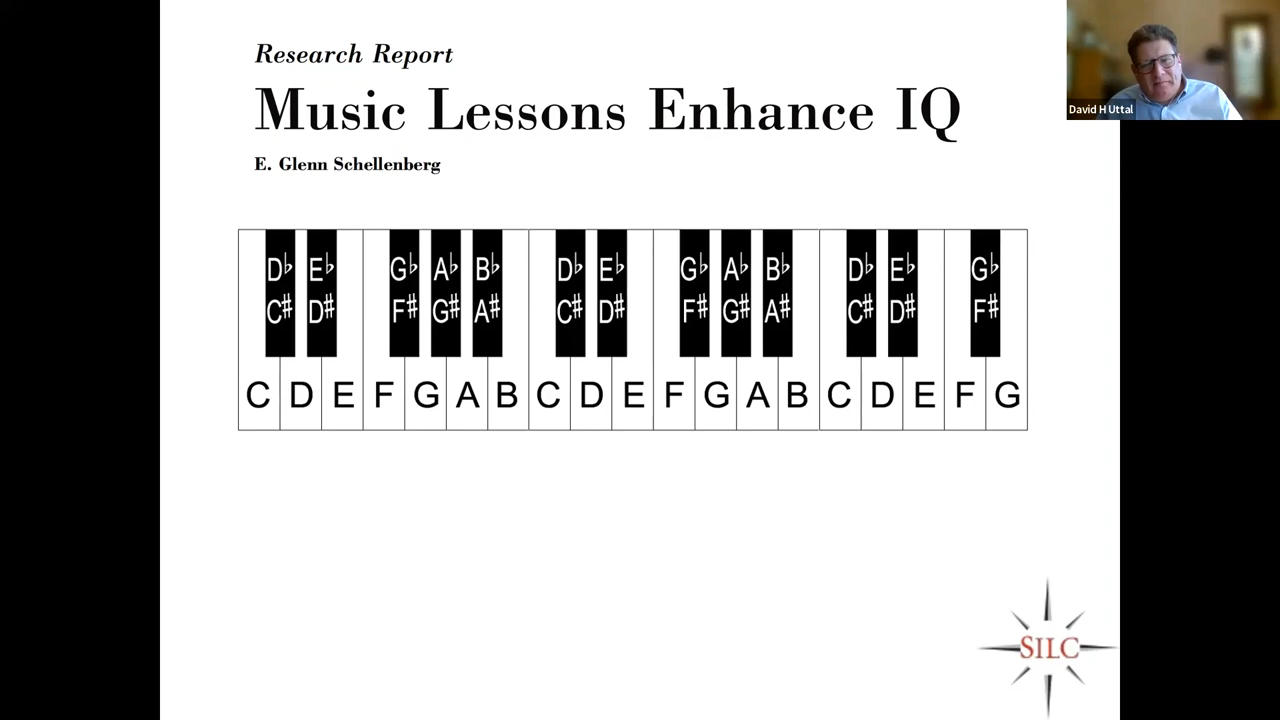 Research Report
Music Lessons Enhance IQ
E. Glenn Schellenberg
David H Uttal
D♭ E♭ G♭ A♭ B♭ D♭ E♭ G♭ A♭ B♭ D♭ E♭ G♭
C# D# F# G# A# C# D# F# G# A# C# D# F#
C D E F G A B C D E F G A B C D E F G
SILC